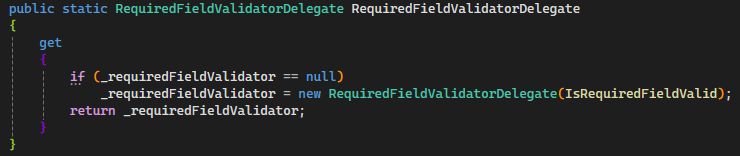 public static RequiredFieldValidatorDelegate RequiredFieldValidatorDelegate
{
get
{
if (_requiredFieldValidator == null)
_requiredFieldValidator = new RequiredFieldValidatorDelegate(IsRequiredFieldValid);
return _requiredFieldValidator;
}
}